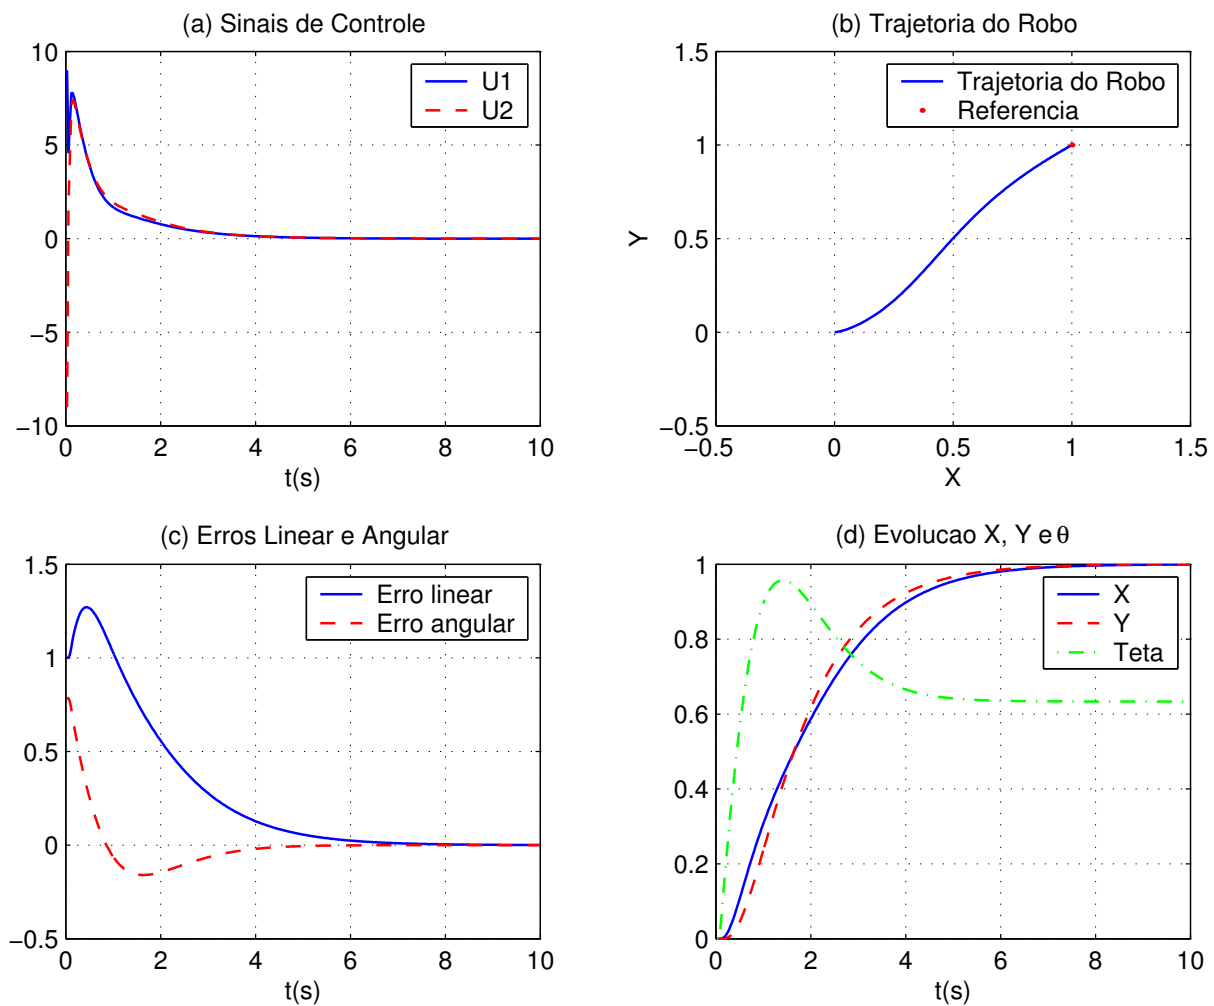 (a) Sinais de Controle
10
5
0
−5
−10
0 2 4 6 8 10
t(s)
U1
U2
(b) Trajetoria do Robo
1.5
1
0.5
0
−0.5
−0.5 0 0.5 1 1.5
X
Y
Trajetoria do Robo
Referencia
(c) Erros Linear e Angular
1.5
1
0.5
0
−0.5
0 2 4 6 8 10
t(s)
Erro linear
Erro angular
(d) Evolucao X, Y e θ
1
0.8
0.6
0.4
0.2
0
0 2 4 6 8 10
t(s)
X
Y
Teta